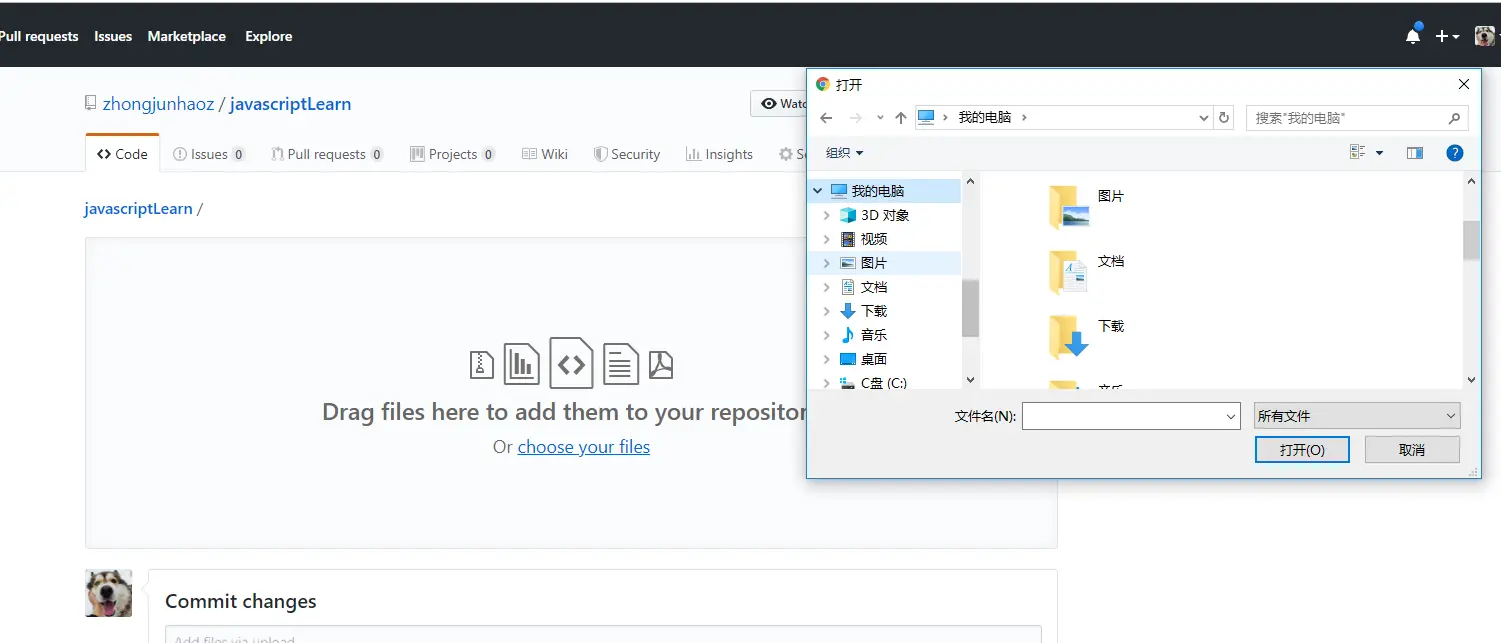 Pull requests Issues Marketplace Explore
zhongjunhaoz / javascriptLearn
Code Issues 0 Pull requests 0 Projects 0 Wiki Security Insights
javascriptLearn /
Drag files here to add them to your
Or choose your files
Commit changes
Add files via upload
打开
我的电脑
搜索"我的电脑"
组织
我的电脑
3D 对象
视频
图片
文档
下载
音乐
桌面
C盘 (C:)
图片
文档
下载
音乐
文件名(N):
所有文件
打开(O) 取消